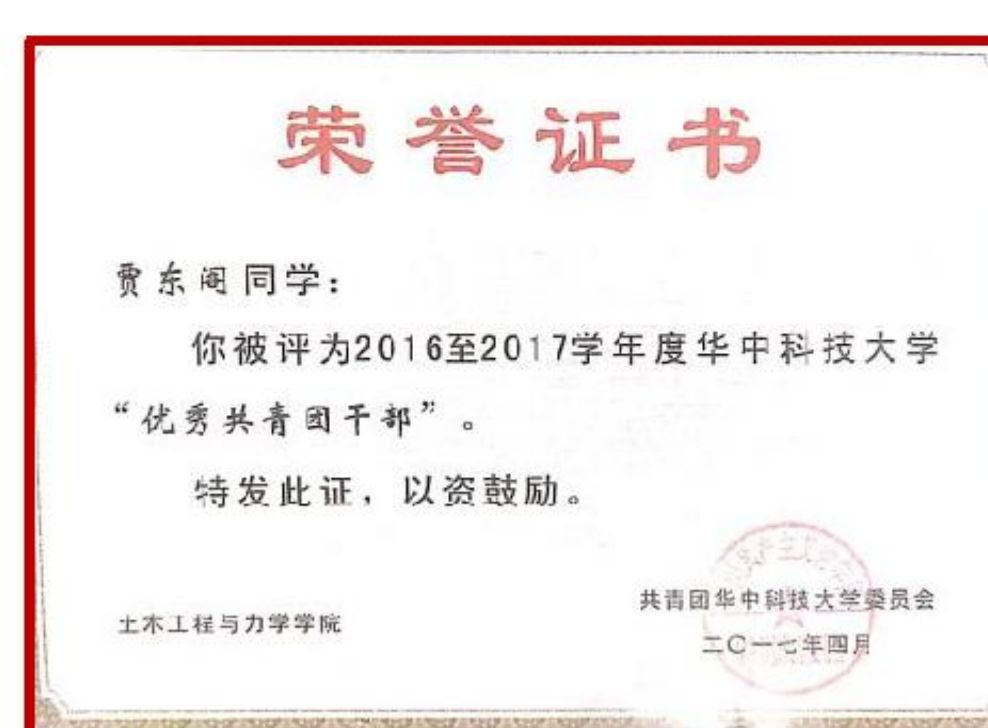 荣誉证书
贾东阁同学：
你被评为2016至2017学年度华中科技大学
“优秀共青团干部”。
特发此证，以资鼓励。
土木工程与力学学院
共青团华中科技大学委员会
二〇一七年四月